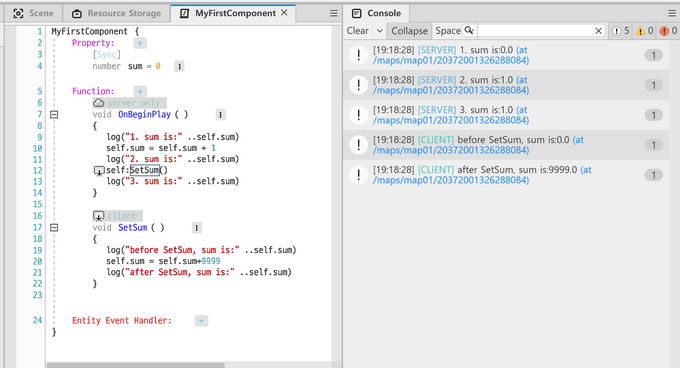 Scene Resource Storage MyFirstComponent
1 MyFirstComponent {
2 Property: +
3 [Sync]
4 number sum = 0
5 Function: +
6 server only
7 void OnBeginPlay ( )
8 {
9 log("1. sum is:" ..self.sum)
10 self.sum = self.sum + 1
11 log("2. sum is:" ..self.sum)
12 self:SetSum()
13 log("3. sum is:" ..self.sum)
14 }
15
16 client
17 void SetSum ( )
18 {
19 log("before SetSum, sum is:" ..self.sum)
20 self.sum = self.sum+9999
21 log("after SetSum, sum is:" ..self.sum)
22 }
23
24 Entity Event Handler: +
}
Console
Clear Collapse Space 5 0 0
[19:18:28] [SERVER] 1. sum is:0.0 (at
/maps/map01/20372001326288084) 1
[19:18:28] [SERVER] 2. sum is:1.0 (at
/maps/map01/20372001326288084) 1
[19:18:28] [SERVER] 3. sum is:1.0 (at
/maps/map01/20372001326288084) 1
[19:18:28] [CLIENT] before SetSum, sum is:0.0 (at
/maps/map01/20372001326288084) 1
[19:18:28] [CLIENT] after SetSum, sum is:9999.0 (at
/maps/map01/20372001326288084) 1